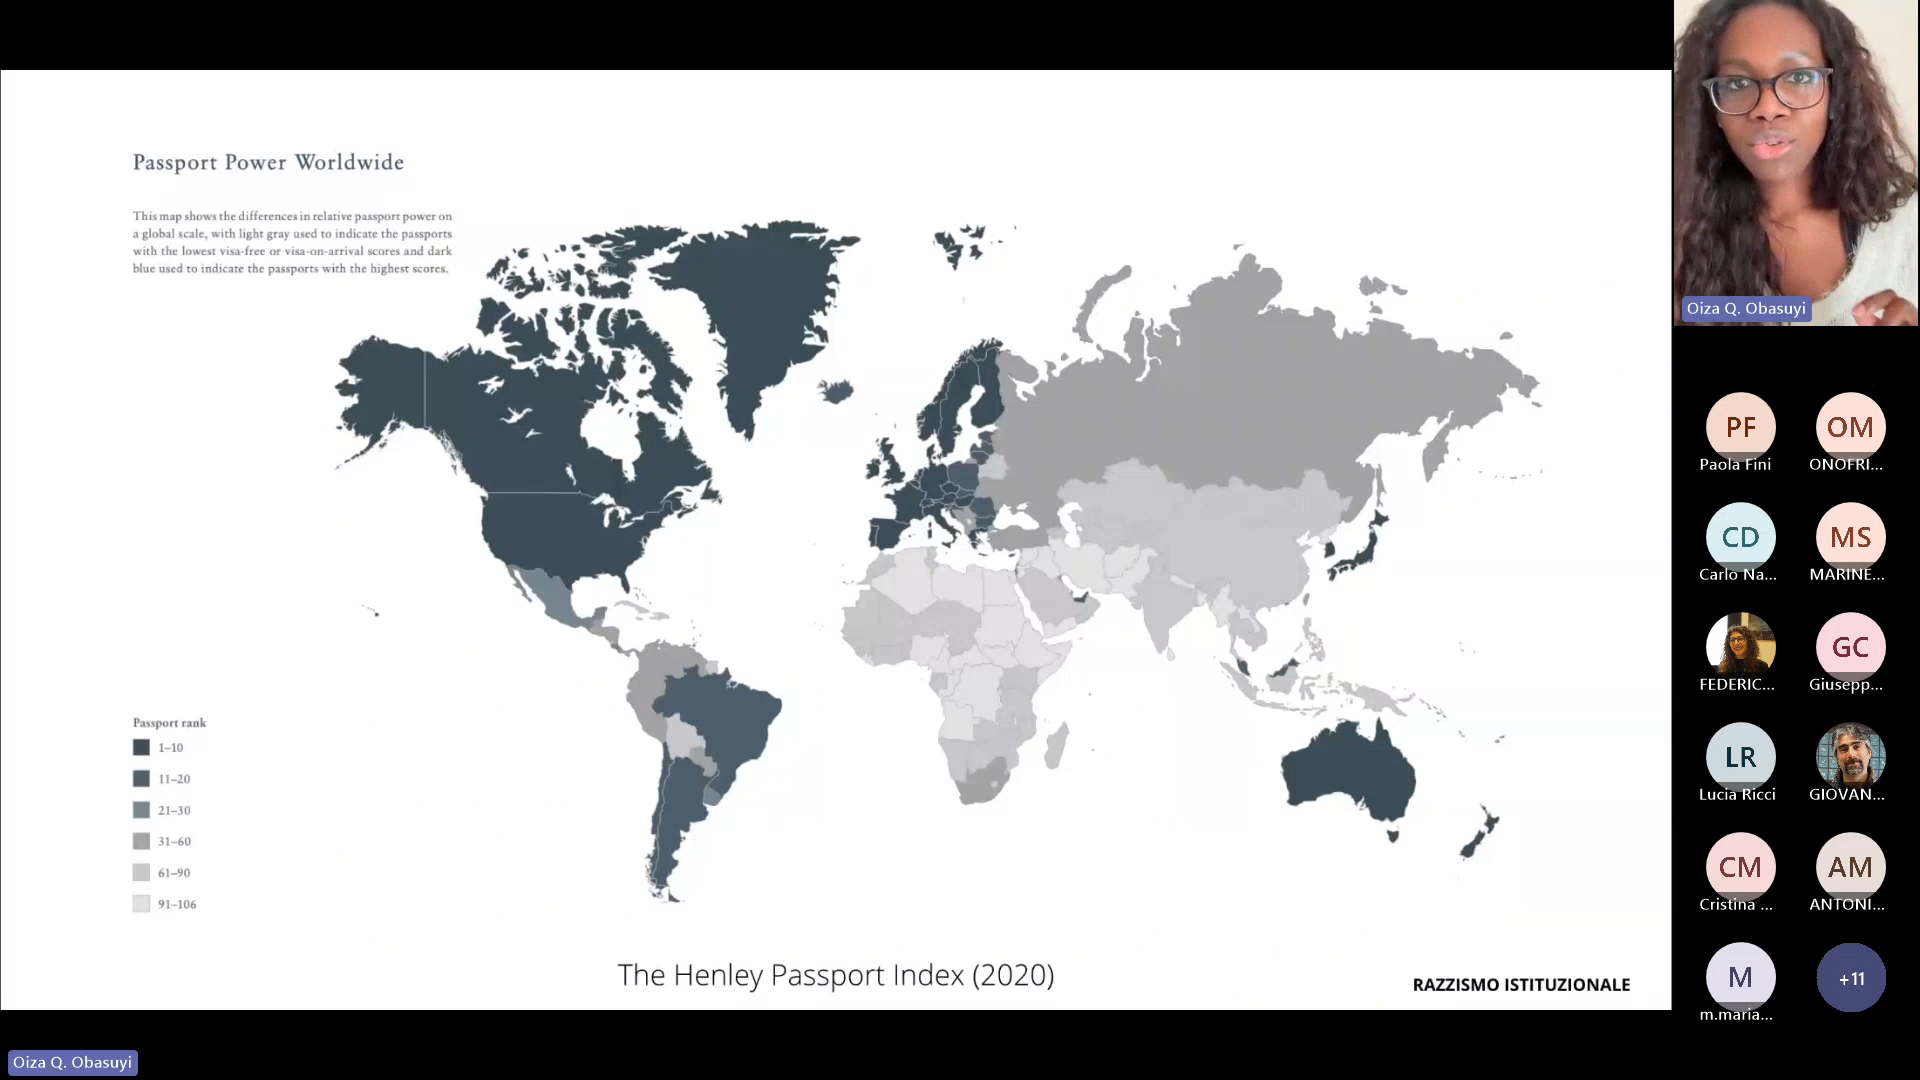 Passport Power Worldwide
This map shows the differences in relative passport power on
a global scale, with light gray used to indicate the passports
with the lowest visa-free or visa-on-arrival scores and dark
blue used to indicate the passports with the highest scores.
Passport rank
1–10
11–20
21–30
31–60
61–90
91–106
The Henley Passport Index (2020)
RAZZISMO ISTITUZIONALE
Oiza Q. Obasuyi
Oiza Q. Obasuyi
PF
Paola Fini
OM
ONOFRI...
CD
Carlo Na...
MS
MARINE...
FEDERIC...
GC
Giusepp...
LR
Lucia Ricci
GIOVAN...
CM
Cristina ...
AM
ANTONI...
M
m.maria...
+11